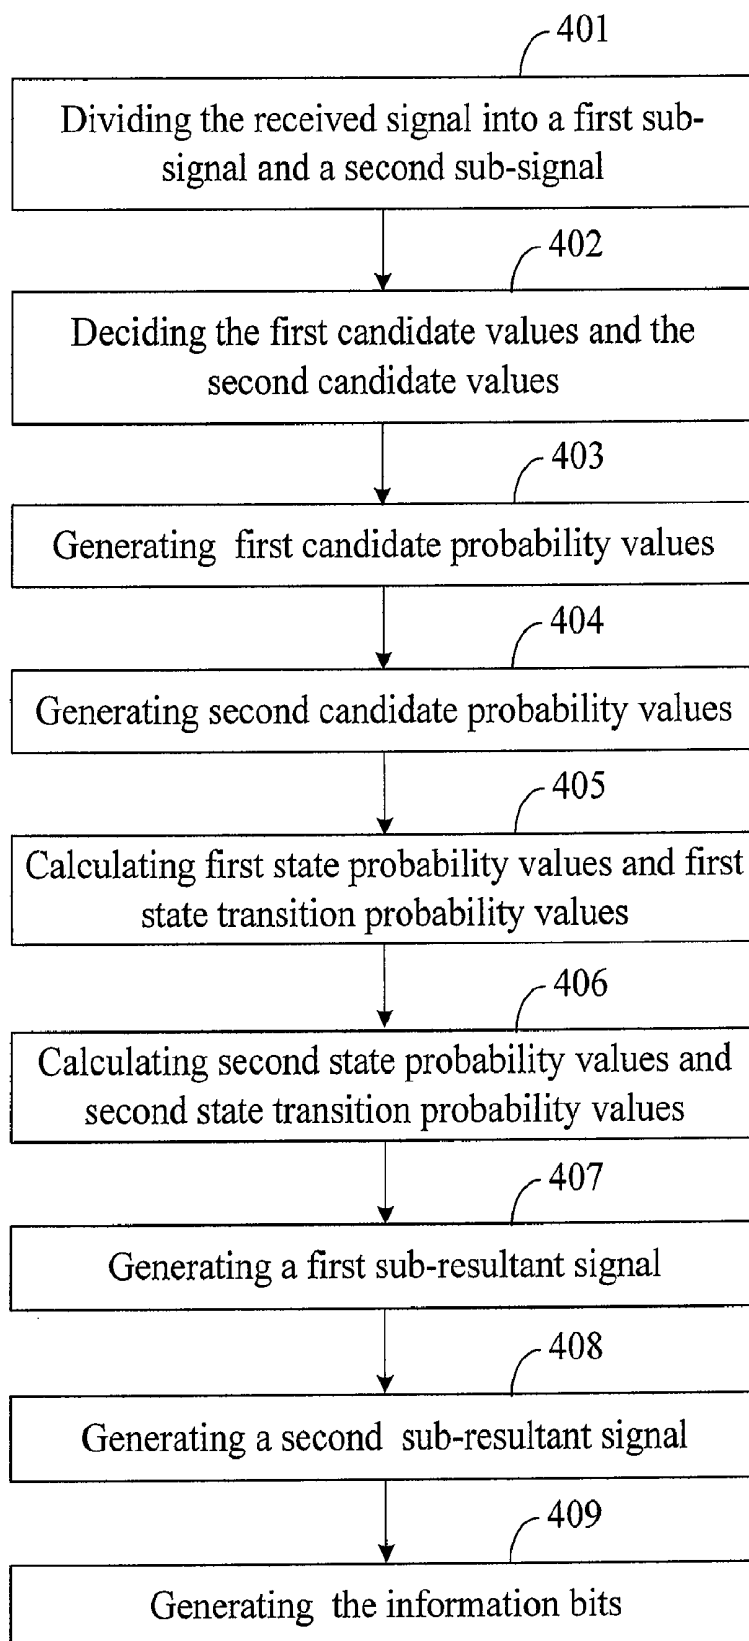 401
Dividing the received signal into a first sub-
signal and a second sub-signal
402
Deciding the first candidate values and the
second candidate values
403
Generating first candidate probability values
404
Generating second candidate probability values
405
Calculating first state probability values and first
state transition probability values
406
Calculating second state probability values and
second state transition probability values
407
Generating a first sub-resultant signal
408
Generating a second sub-resultant signal
409
Generating the information bits